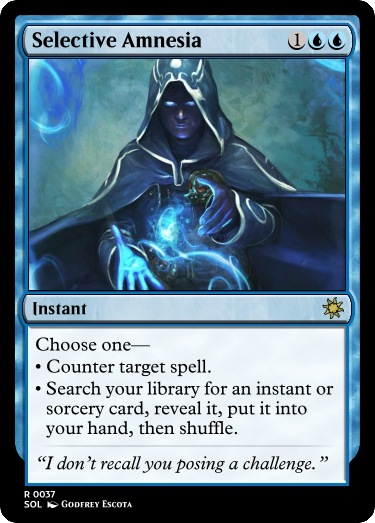 Selective Amnesia 1
Instant
Choose one—
• Counter target spell.
• Search your library for an instant or
sorcery card, reveal it, put it into
your hand, then shuffle.
“I don't recall you posing a challenge.”
R 0037
SOL Godfrey Escota